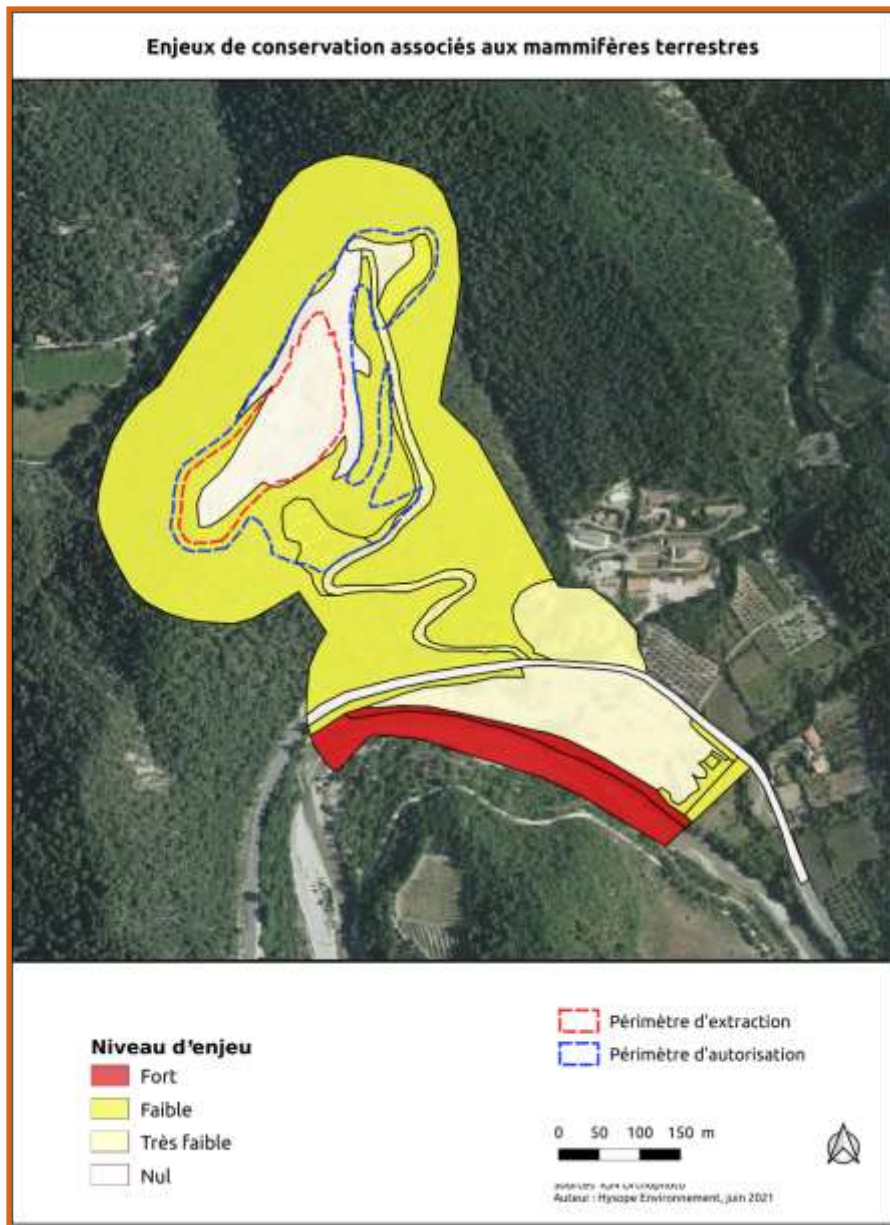 Enjeux de conservation associés aux mammifères terrestres
Niveau d'enjeu
Fort
Faible
Très faible
Nul
Périmètre d'extraction
Périmètre d'autorisation
0 50 100 150 m
Auteur : Hysope Environnement, juin 2021